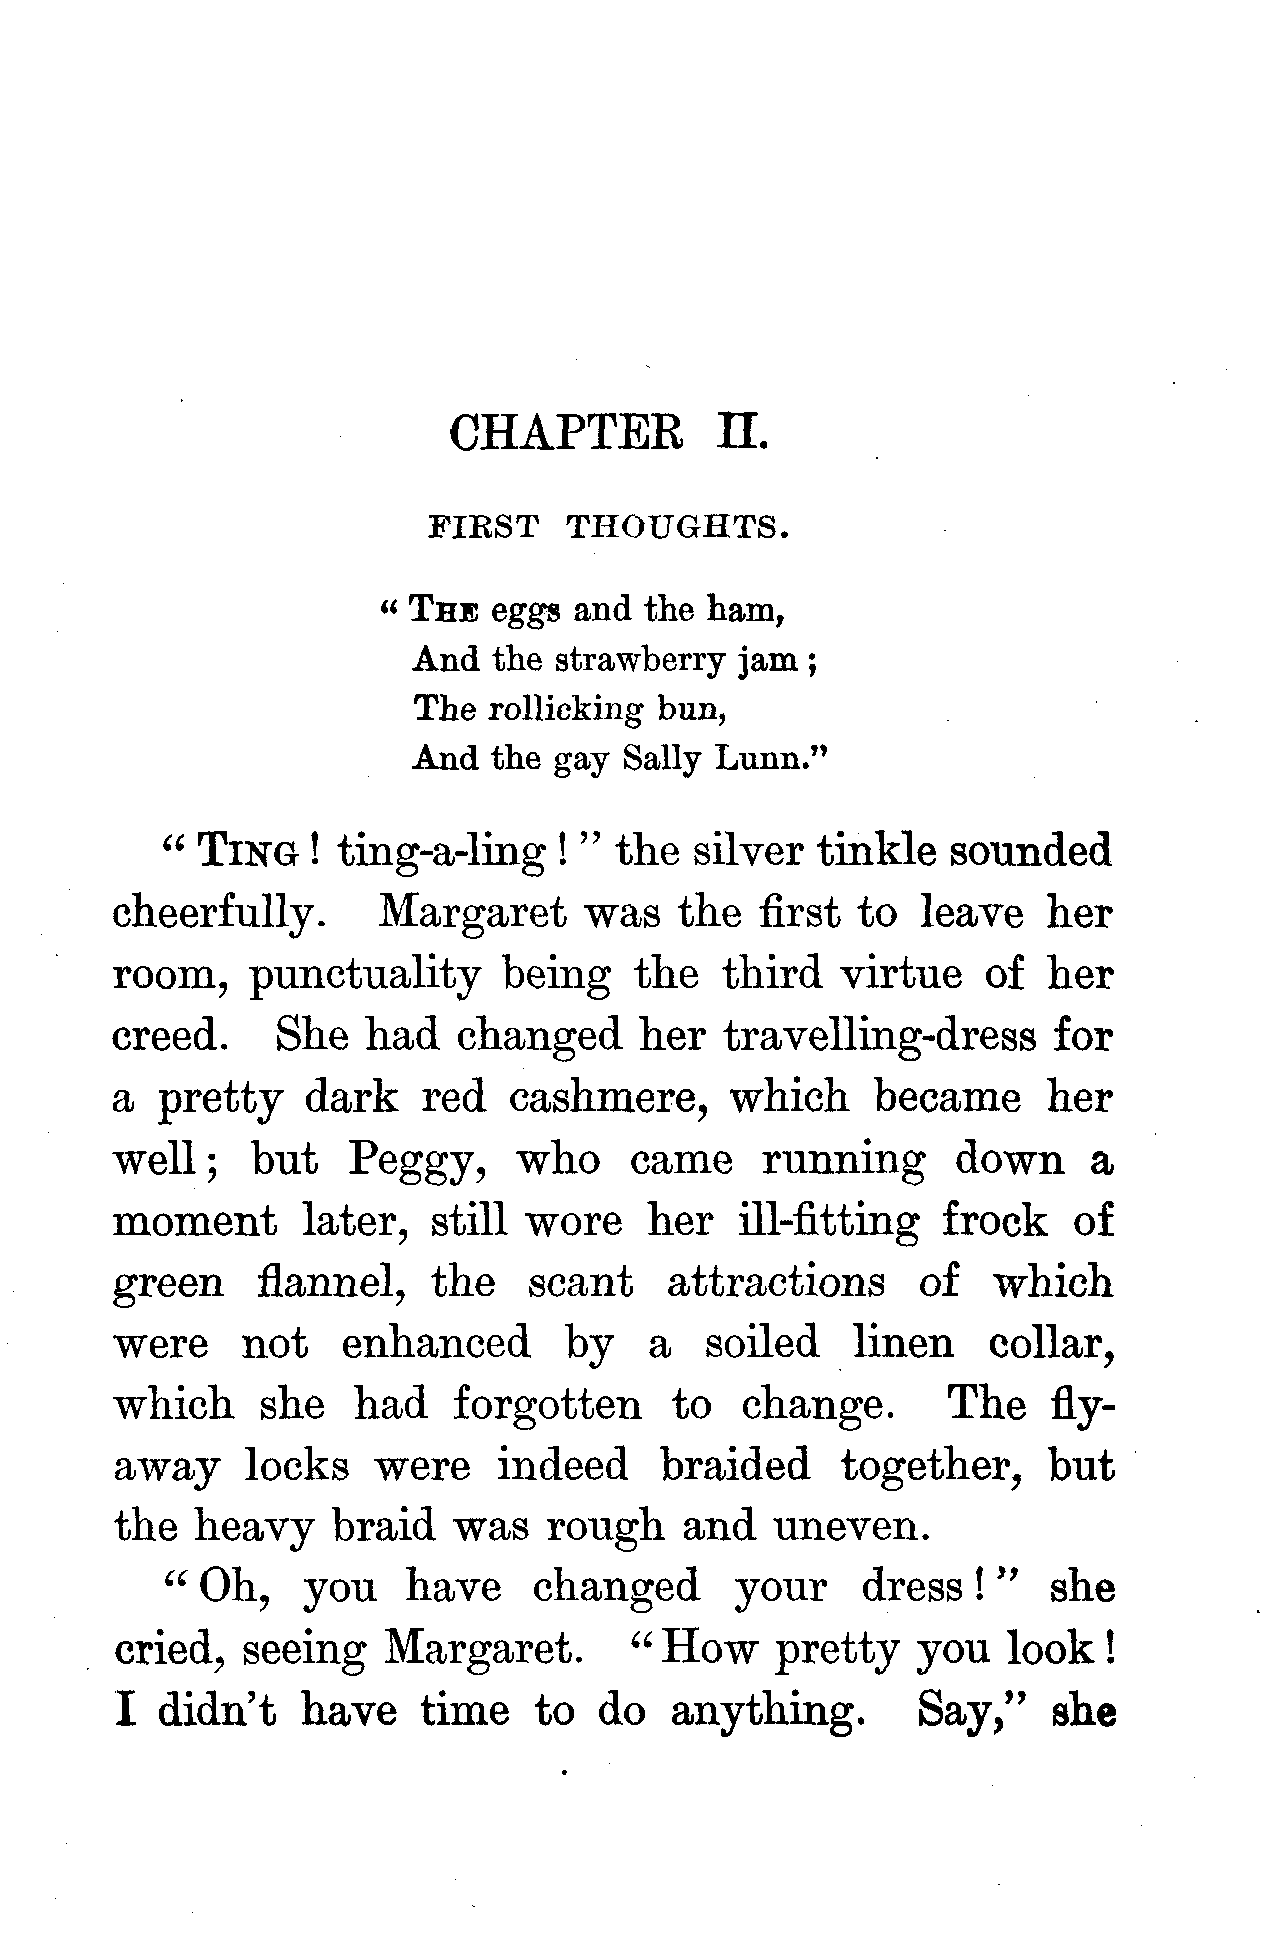 CHAPTER II.
FIRST THOUGHTS.
“ THE eggs and the ham,
And the strawberry jam ;
The rollicking bun,
And the gay Sally Lunn.”
“ TING ! ting-a-ling ! ” the silver tinkle sounded
cheerfully. Margaret was the first to leave her
room, punctuality being the third virtue of her
creed. She had changed her travelling-dress for
a pretty dark red cashmere, which became her
well ; but Peggy, who came running down a
moment later, still wore her ill-fitting frock of
green flannel, the scant attractions of which
were not enhanced by a soiled linen collar,
which she had forgotten to change. The fly-
away locks were indeed braided together, but
the heavy braid was rough and uneven.
“ Oh, you have changed your dress ! ” she
cried, seeing Margaret. “ How pretty you look !
I didn’t have time to do anything. Say,” she